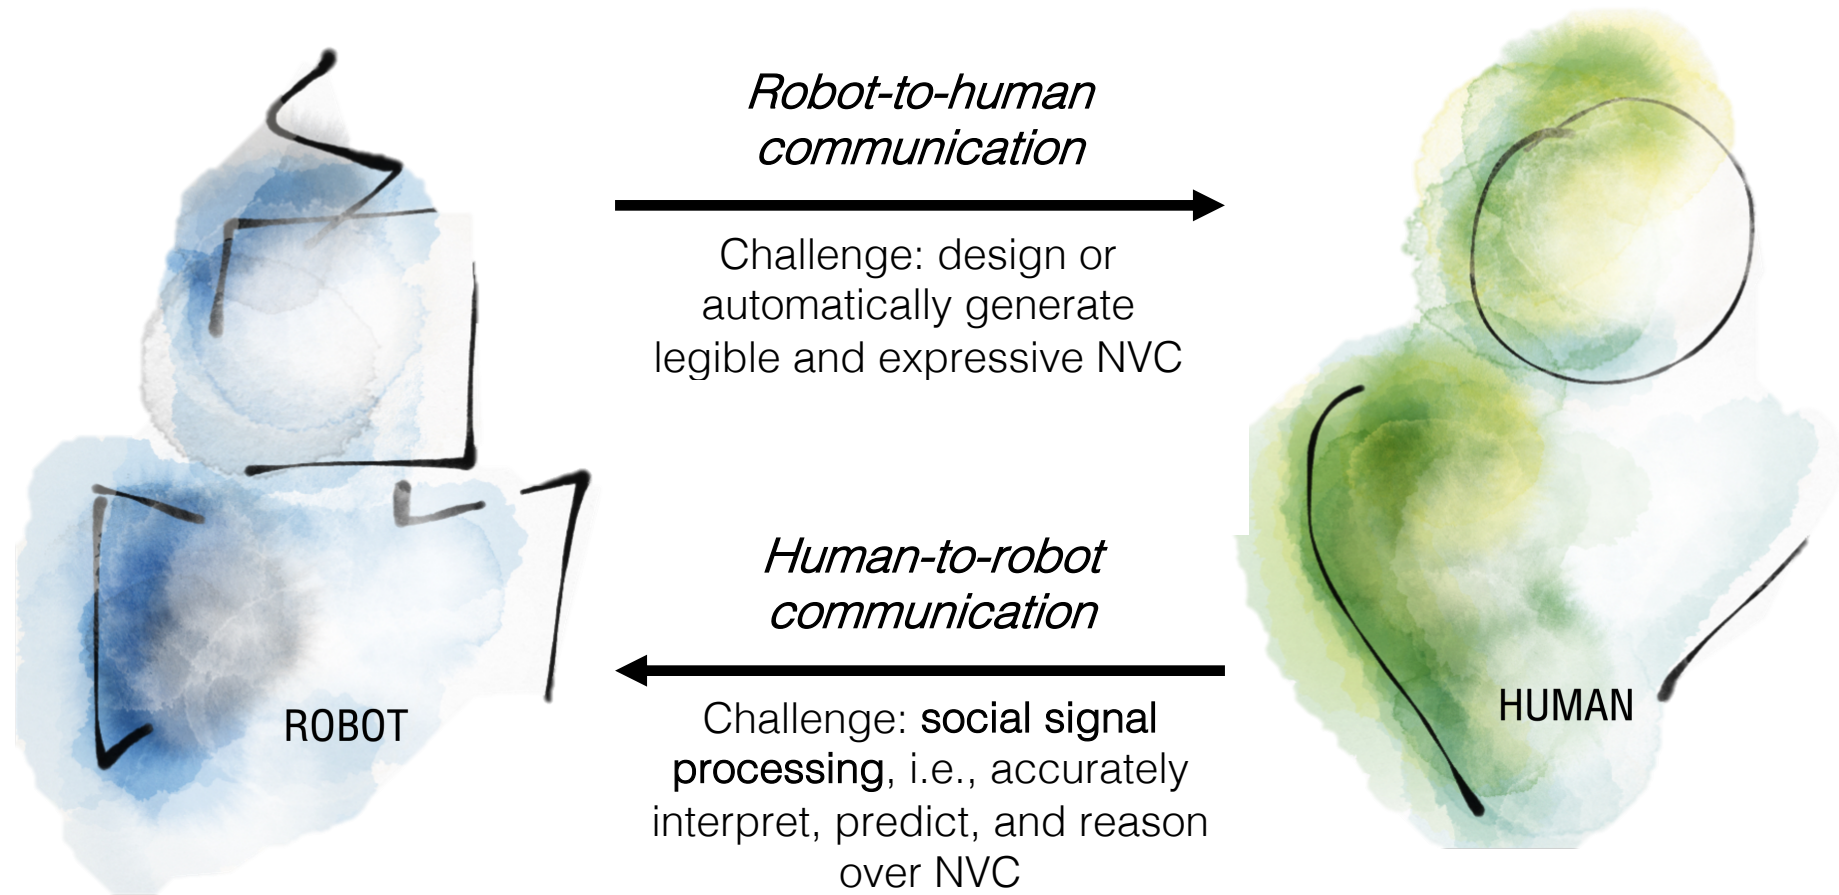 Robot-to-human
communication
Challenge: design or
automatically generate
legible and expressive NVC
Human-to-robot
communication
Challenge: social signal
processing, i.e., accurately
interpret, predict, and reason
over NVC
ROBOT
HUMAN